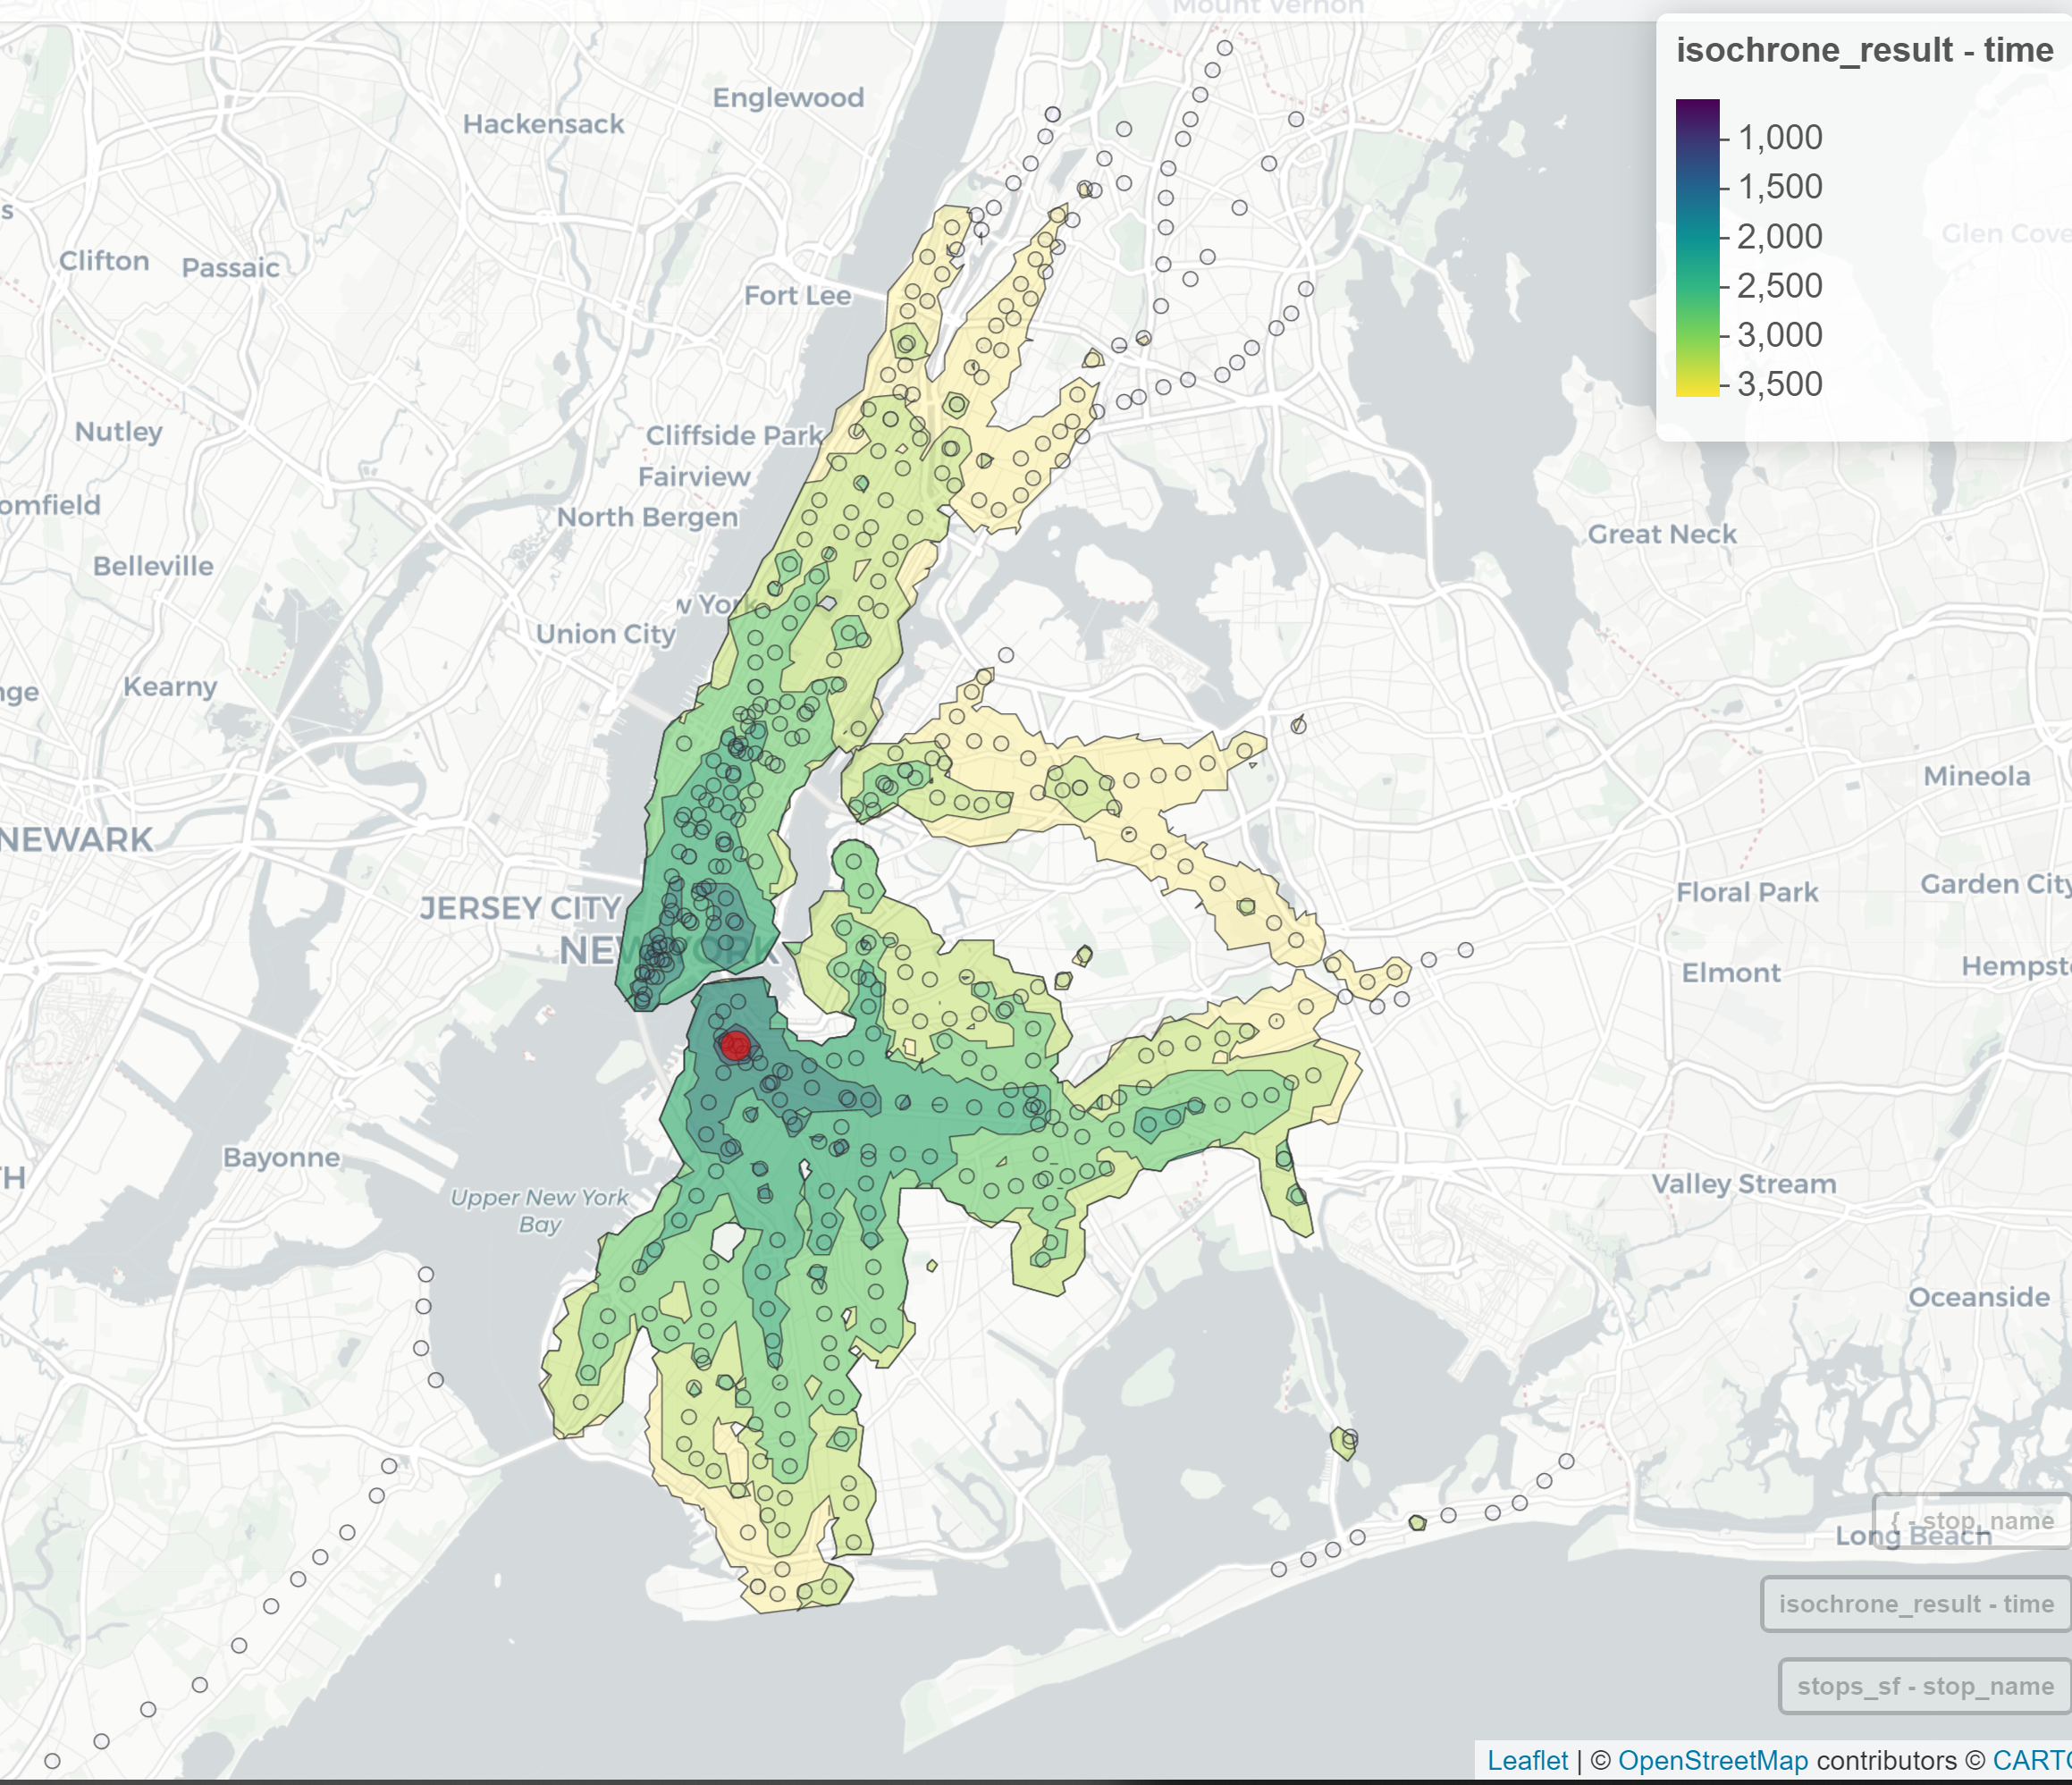 Mount Vernon
isochrone_result - time
1,000
1,500
2,000
2,500
3,000
3,500
Englewood
Hackensack
s
Glen Cove
Clifton
Passaic
Fort Lee
Nutley
Cliffside Park
Fairview
omfield
North Bergen
Great Neck
Belleville
w York
Union City
nge
Kearny
Mineola
NEWARK
JERSEY CITY
Floral Park
Garden City
NEW YORK
Elmont
Hempste
Bayonne
TH
Upper New York
Bay
Valley Stream
Oceanside
{ - stop_name
Long Beach
isochrone_result - time
stops_sf - stop_name
Leaflet | © OpenStreetMap contributors © CARTO